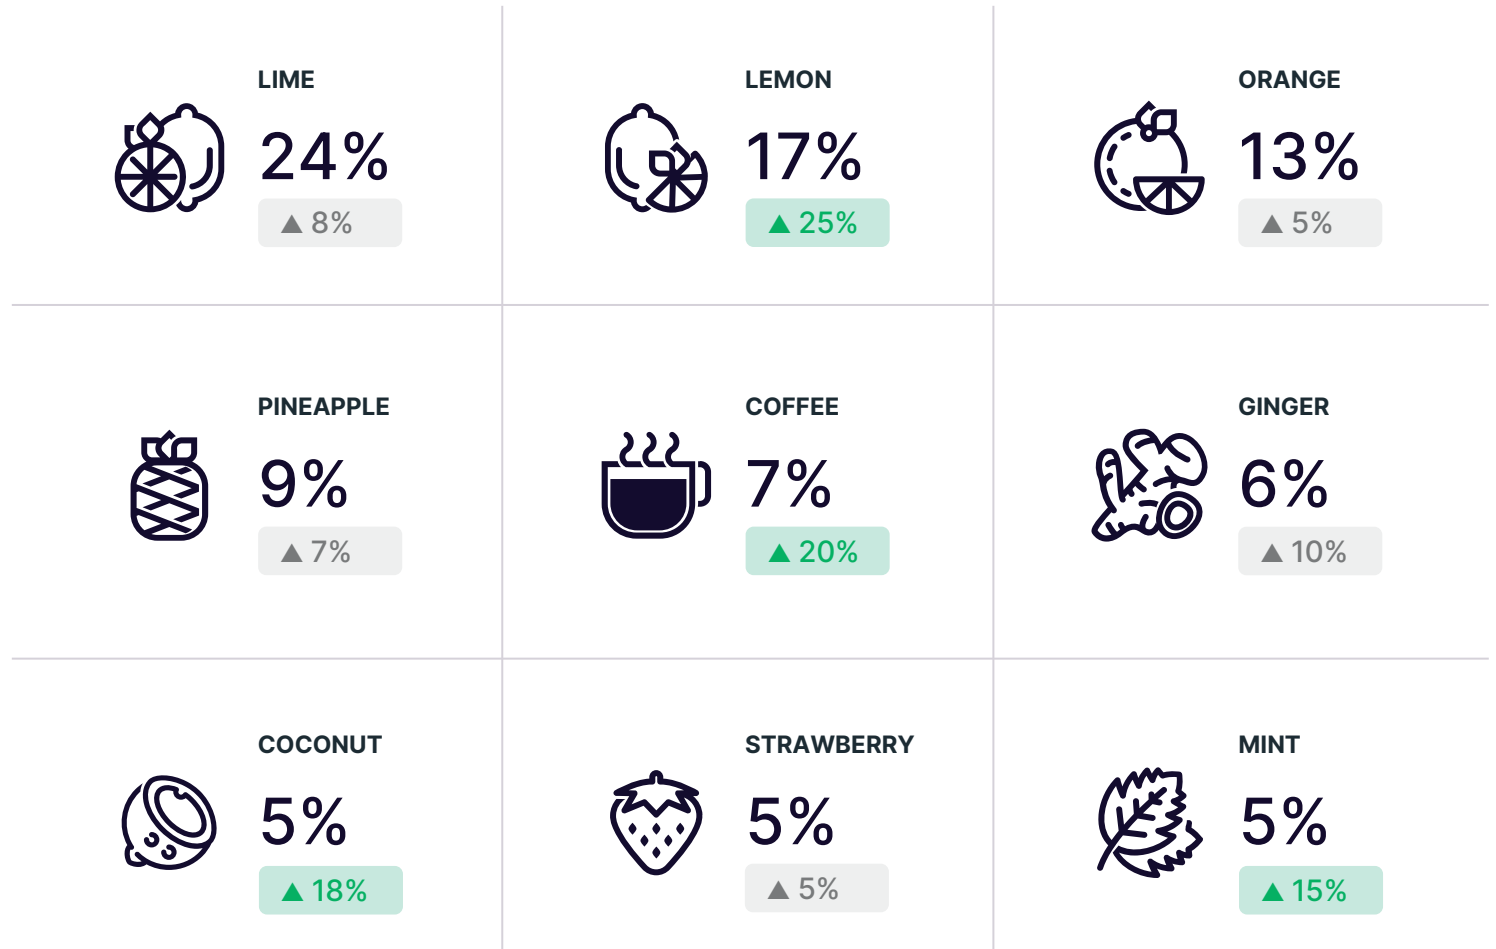 LIME
24%
▲ 8%
LEMON
17%
▲ 25%
ORANGE
13%
▲ 5%
PINEAPPLE
9%
▲ 7%
COFFEE
7%
▲ 20%
GINGER
6%
▲ 10%
COCONUT
5%
▲ 18%
STRAWBERRY
5%
▲ 5%
MINT
5%
▲ 15%